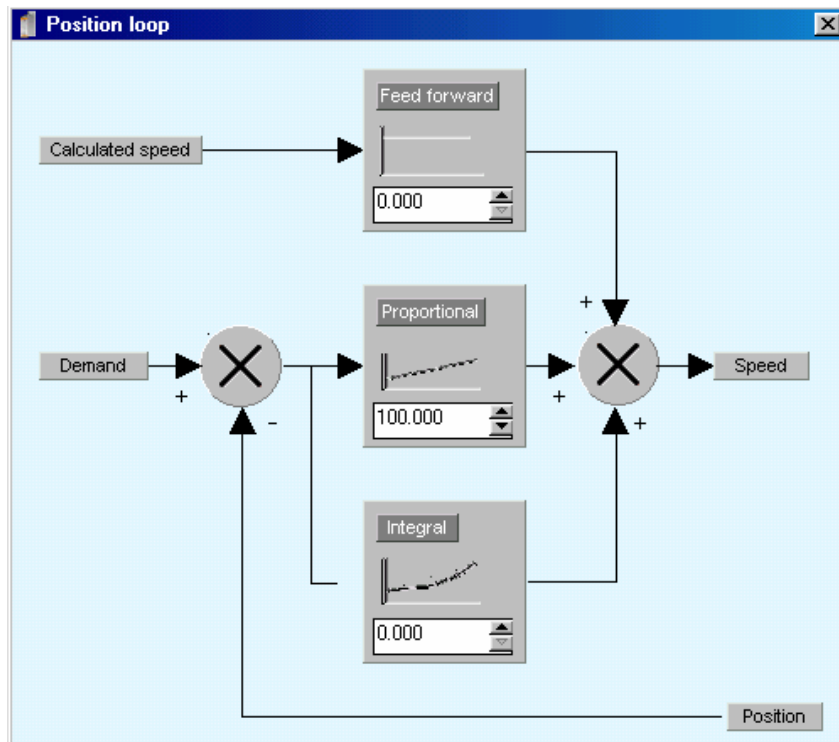 Position loop
Feed forward
Calculated speed
0.000
+
Proportional
Demand
Speed
+
+
100.000
-
+
Integral
0.000
Position